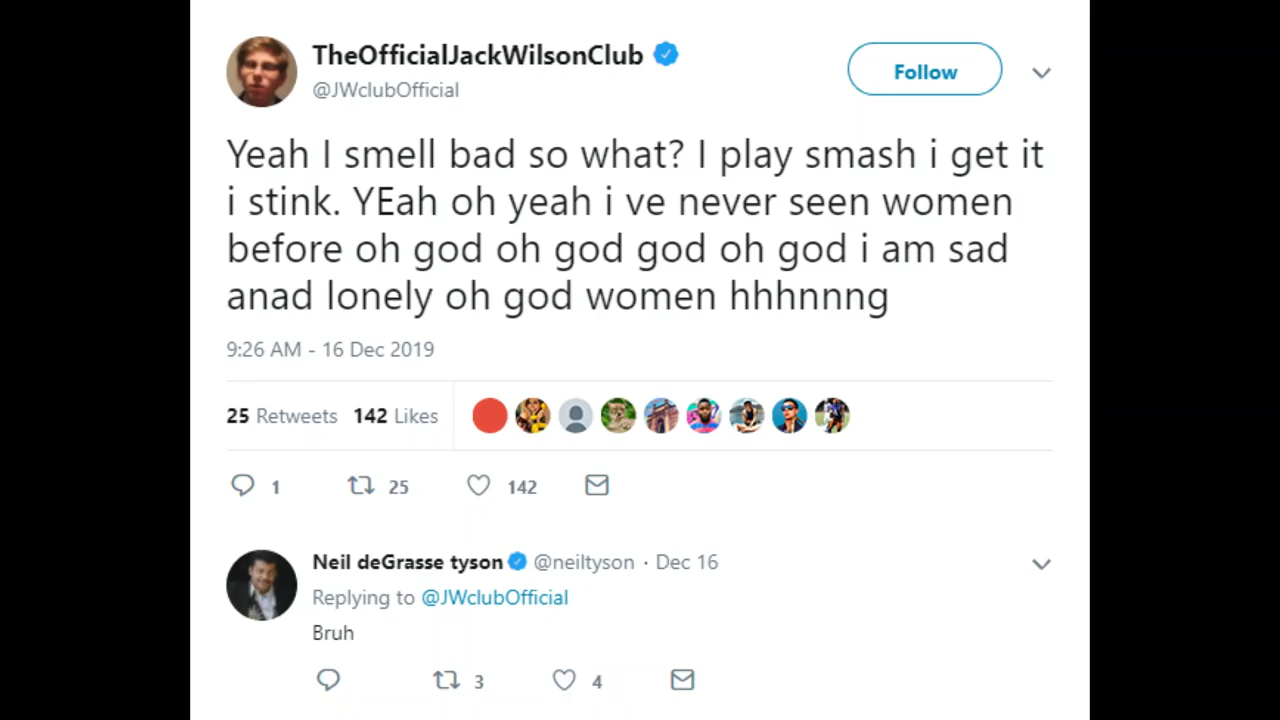 TheOfficialJackWilsonClub
@JWclubOfficial
Follow
Yeah I smell bad so what? I play smash i get it
i stink. YEah oh yeah i ve never seen women
before oh god oh god god oh god i am sad
anad lonely oh god women hhhnnng
9:26 AM - 16 Dec 2019
25 Retweets 142 Likes
1 25 142
Neil deGrasse tyson @neiltyson · Dec 16
Replying to @JWclubOfficial
Bruh
3 4